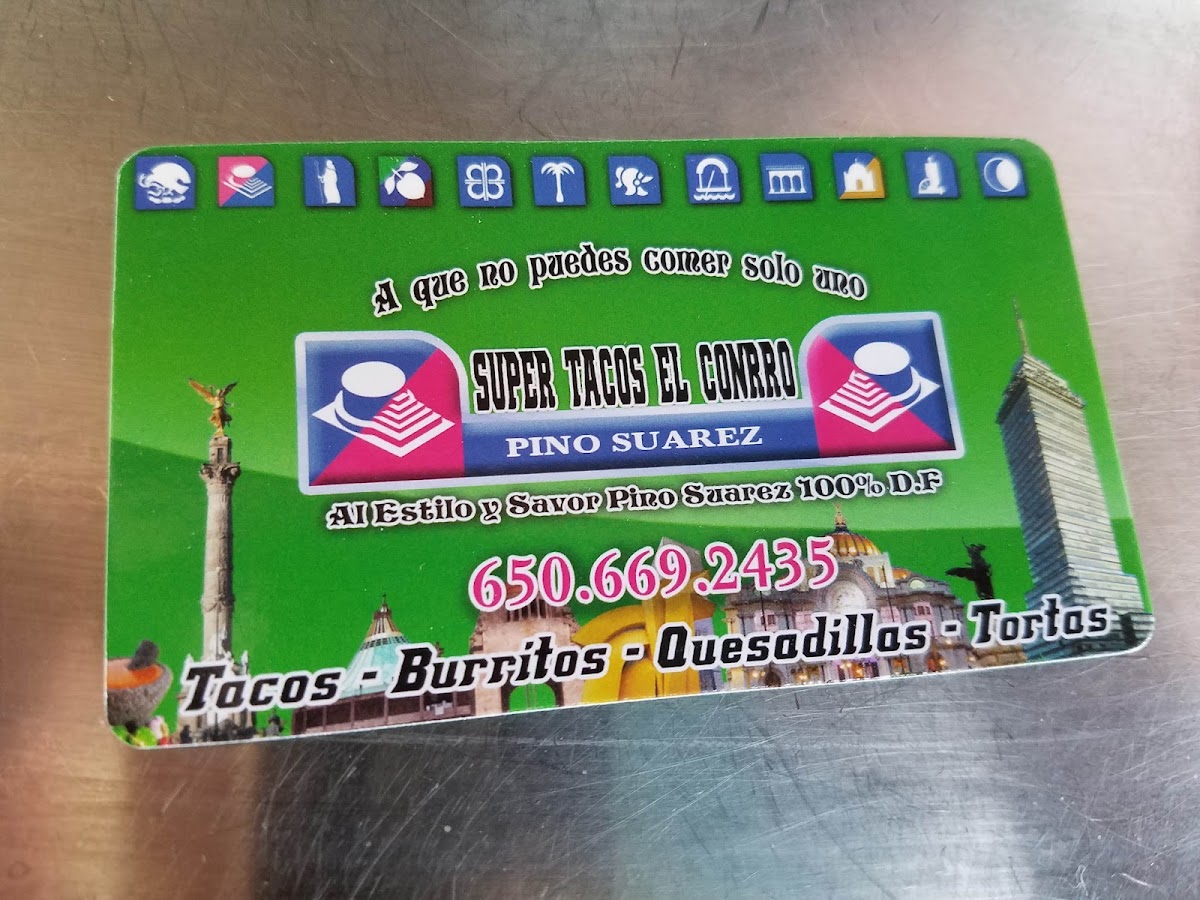 A que no puedes comer solo uno
SUPER TACOS EL CONRRO
PINO SUAREZ
Al Estilo y Savor Pino Suarez 100% D.F
650.669.2435
Tacos - Burritos - Quesadillas - Tortas